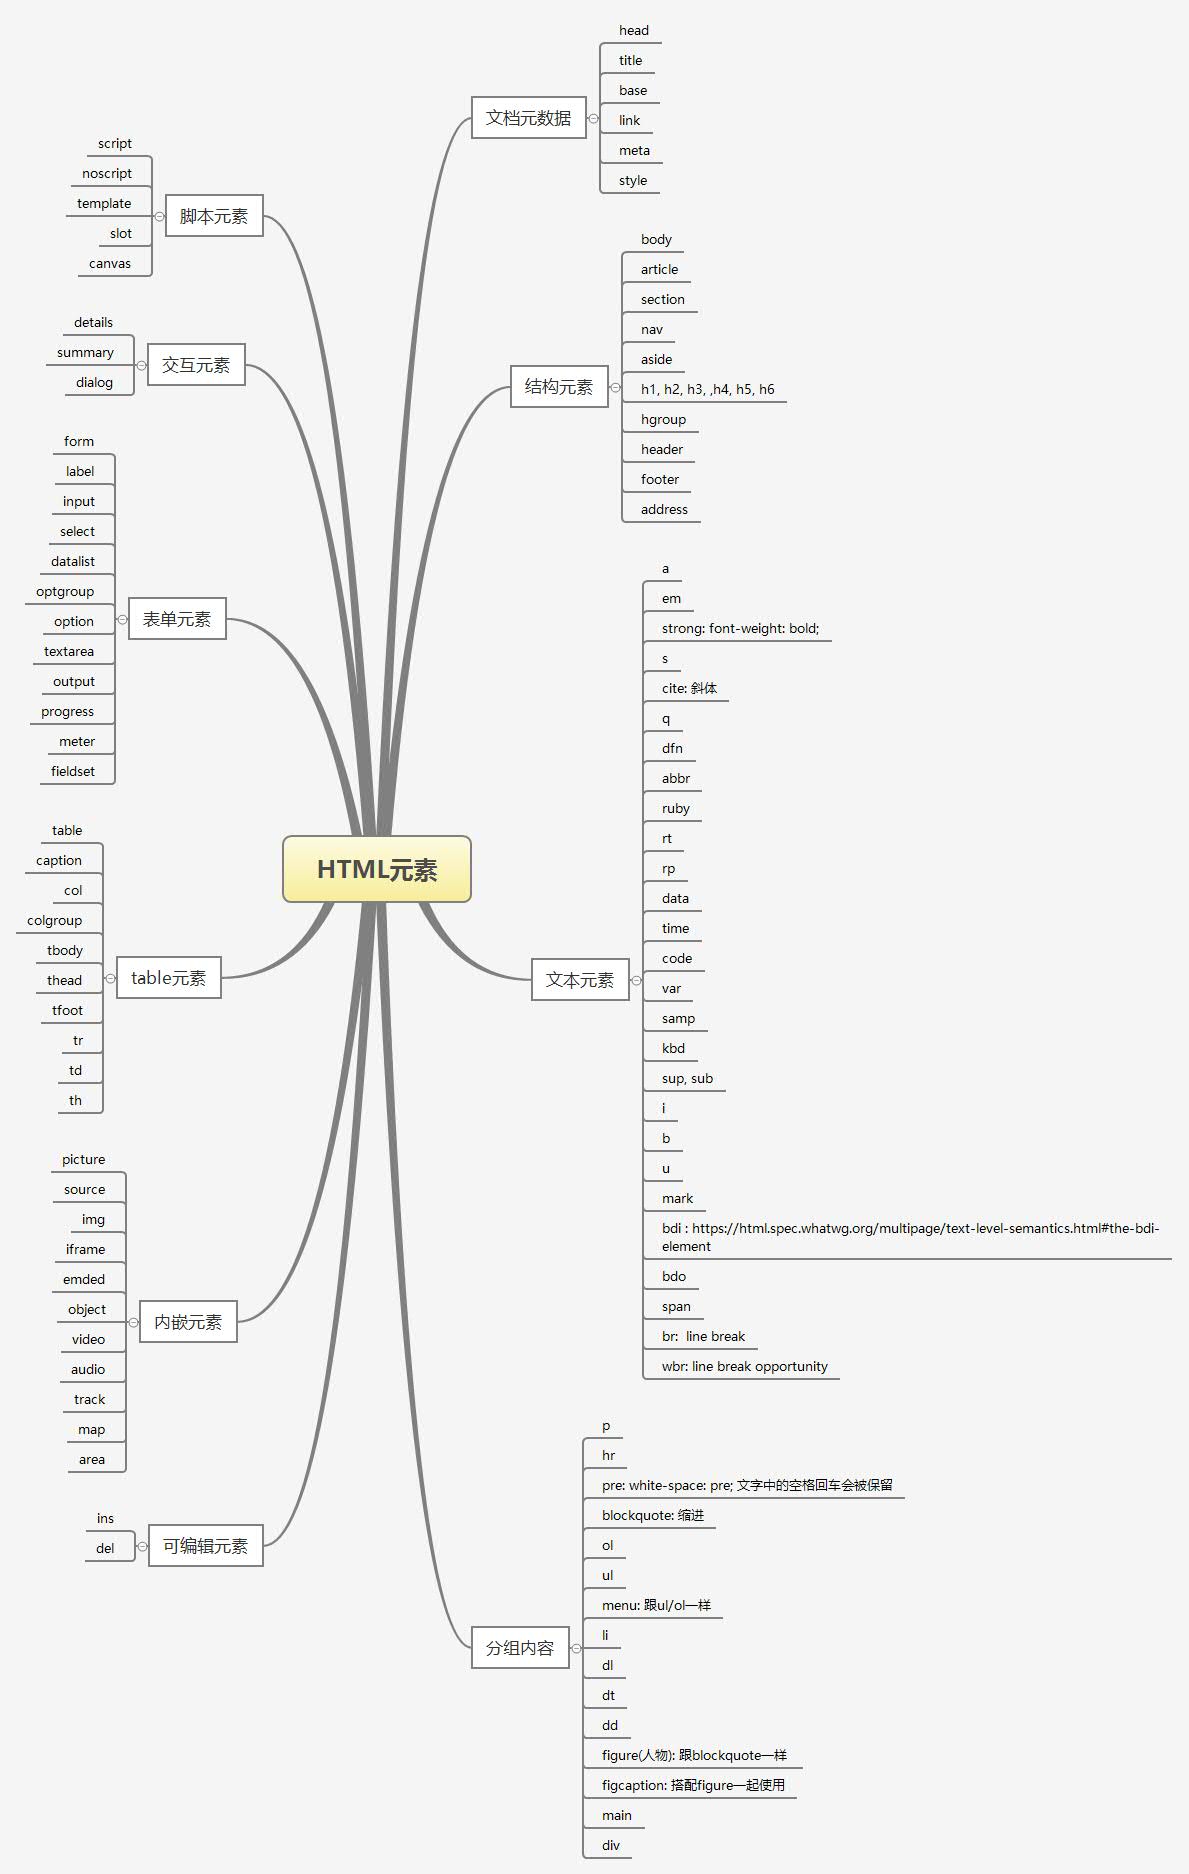 HTML元素
文档元数据
head
title
base
link
meta
style
结构元素
body
article
section
nav
aside
h1, h2, h3, ,h4, h5, h6
hgroup
header
footer
address
文本元素
a
em
strong: font-weight: bold;
s
cite: 斜体
q
dfn
abbr
ruby
rt
rp
data
time
code
var
samp
kbd
sup, sub
i
b
u
mark
bdi : https://html.spec.whatwg.org/multipage/text-level-semantics.html#the-bdi-
element
bdo
span
br:  line break
wbr: line break opportunity
分组内容
p
hr
pre: white-space: pre; 文字中的空格回车会被保留
blockquote: 缩进
ol
ul
menu: 跟ul/ol一样
li
dl
dt
dd
figure(人物): 跟blockquote一样
figcaption: 搭配figure一起使用
main
div
脚本元素
script
noscript
template
slot
canvas
交互元素
details
summary
dialog
表单元素
form
label
input
select
datalist
optgroup
option
textarea
output
progress
meter
fieldset
table元素
table
caption
col
colgroup
tbody
thead
tfoot
tr
td
th
内嵌元素
picture
source
img
iframe
emded
object
video
audio
track
map
area
可编辑元素
ins
del